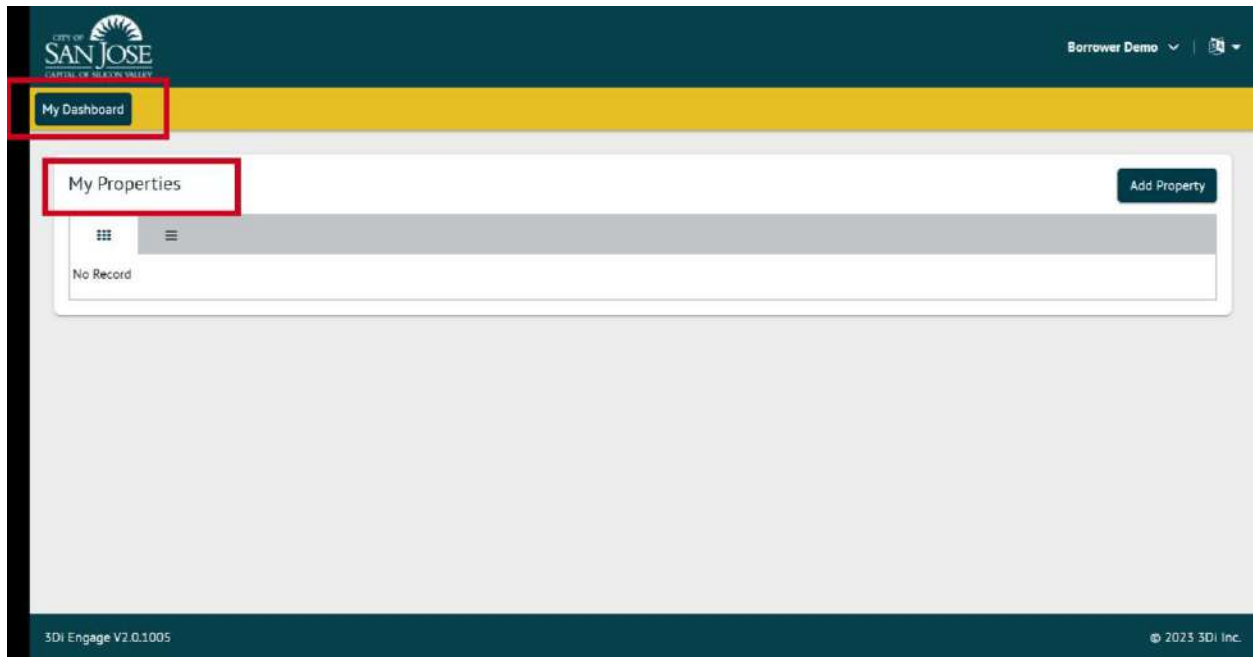 CITY OF
SAN JOSE
CAPITAL OF SILICON VALLEY
Borrower Demo
My Dashboard
My Properties
Add Property
No Record
3Di Engage V2.0.1005
© 2023 3Di Inc.